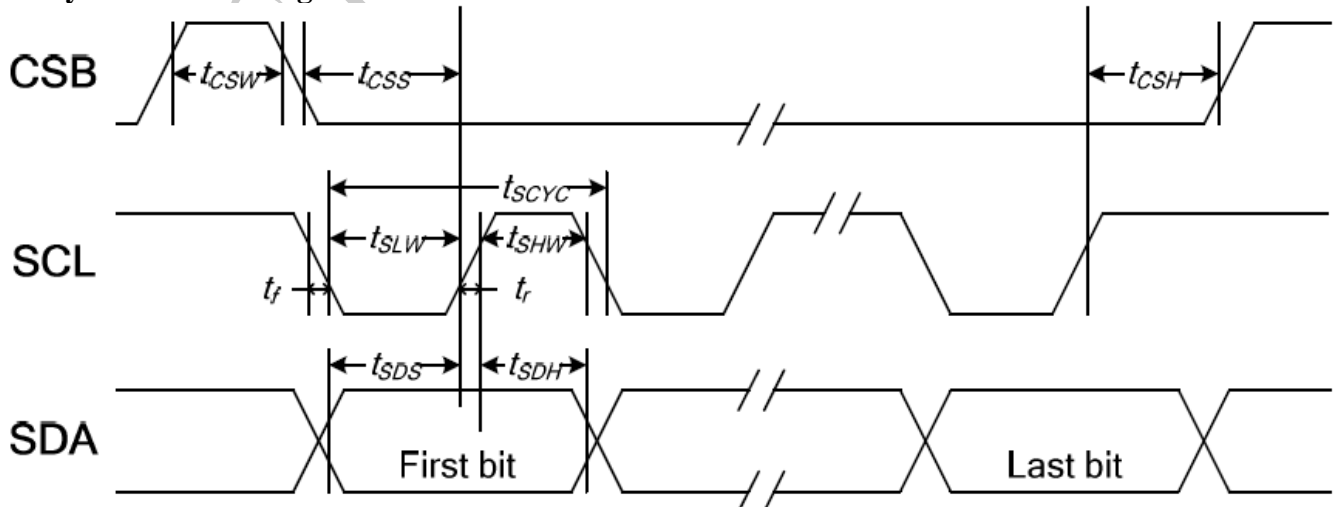 CSB
tCSW
tCSS
tCSH
tSCYC
SCL
tSLW
tSHW
tf
tr
tSDS
tSDH
SDA
First bit
Last bit